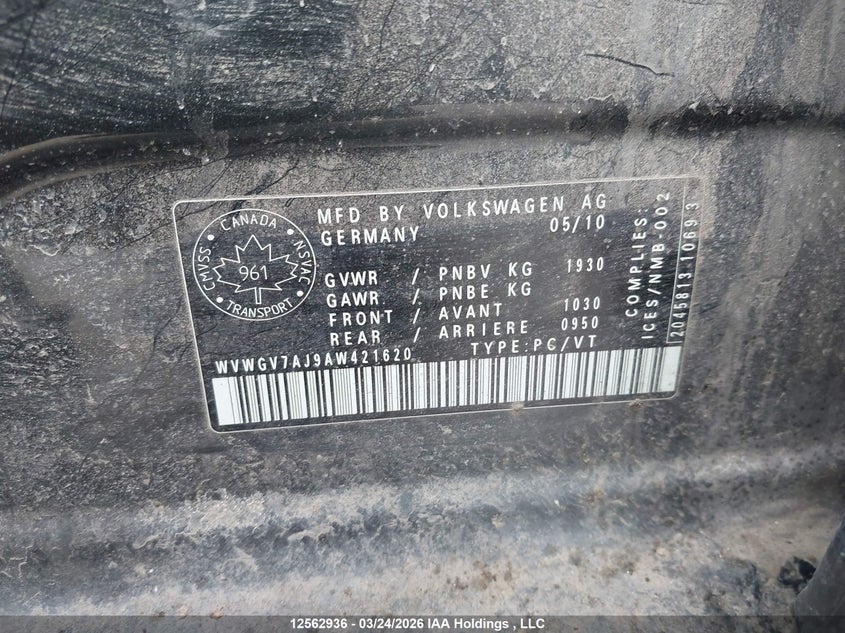 CMVSS CANADA NSVAC
961
TRANSPORT
MFD BY VOLKSWAGEN AG
GERMANY 05/10
GVWR / PNBV KG 1930
GAWR / PNBE KG
FRONT / AVANT 1030
REAR / ARRIERE 0950
WVWGV7AJ9AW421620 TYPE:PC/VT
COMPLIES:
ICES/NMB-002
2045813-10693
12562936 - 03/24/2026 IAA Holdings , LLC